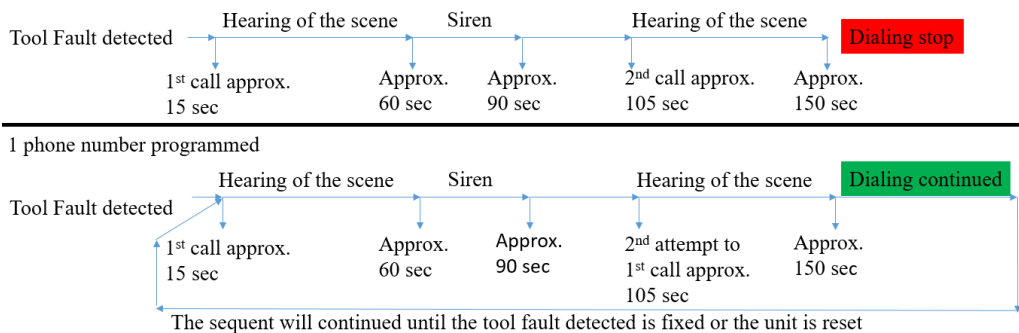 Hearing of the scene Siren Hearing of the scene
Tool Fault detected Dialing stop
1st call approx. Approx. Approx. 2nd call approx. Approx.
15 sec 60 sec 90 sec 105 sec 150 sec
1 phone number programmed
Hearing of the scene Siren Hearing of the scene Dialing continued
Tool Fault detected
1st call approx. Approx. Approx. 2nd attempt to Approx.
15 sec 60 sec 90 sec 1st call approx. 150 sec
105 sec
The sequent will continued until the tool fault detected is fixed or the unit is reset